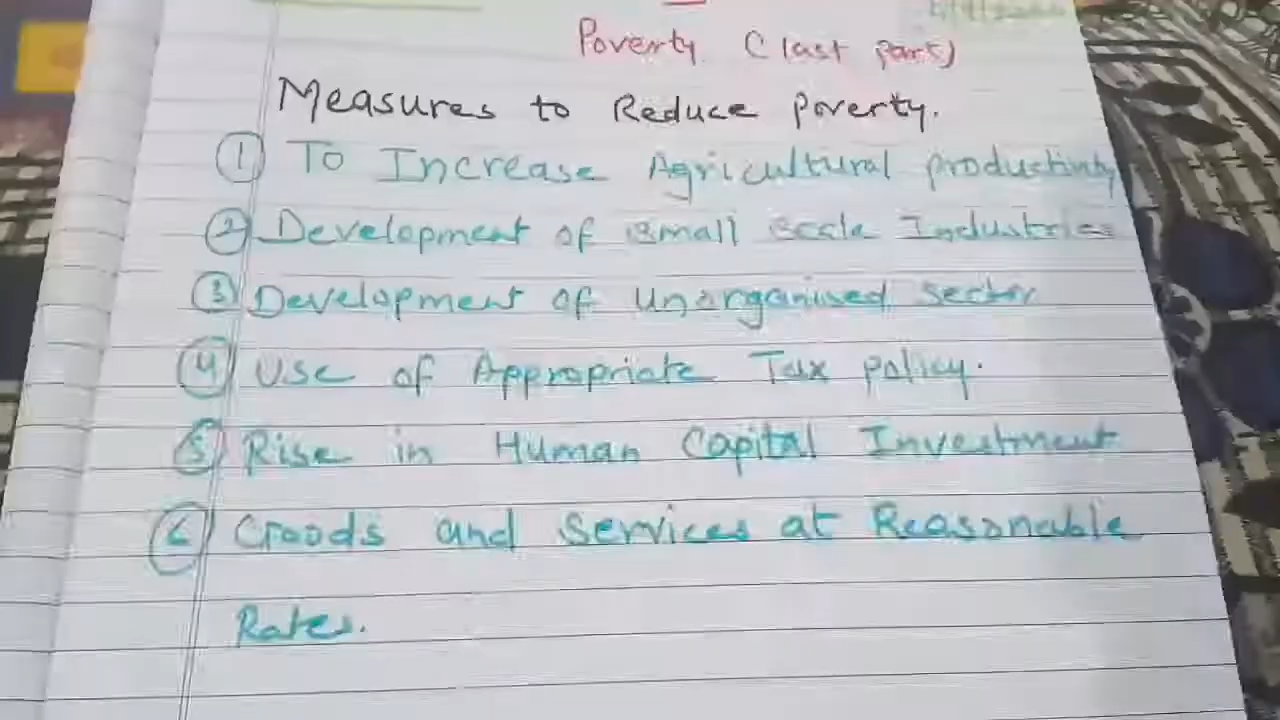 Poverty (last part)
Measures to Reduce Poverty.
① To Increase Agricultural productivity
② Development of small scale Industries
③ Development of unorganised sector
④ Use of Appropriate Tax policy.
⑤ Rise in Human Capital Investment
⑥ Goods and Services at Reasonable
Rates.